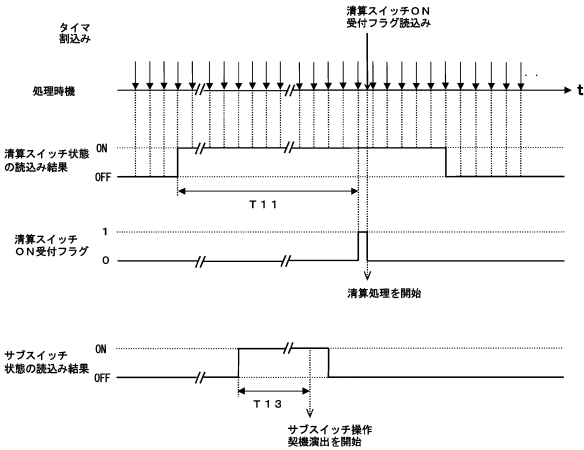 清算スイッチON
受付フラグ読込み
タイマ
割込み
処理時機
t
清算スイッチ状態
の読込み結果
ON
OFF
T11
清算スイッチ
ON受付フラグ
1
0
清算処理を開始
サブスイッチ
状態の読込み結果
ON
OFF
T13
サブスイッチ操作
契機演出を開始